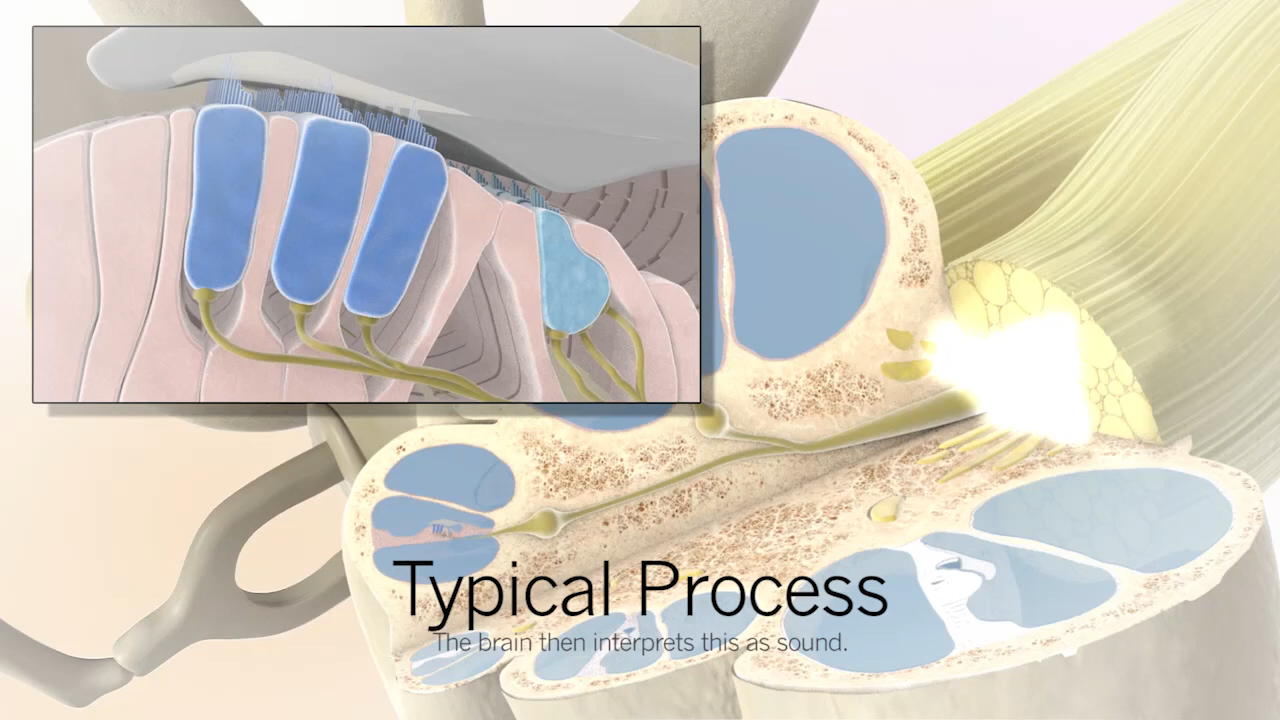 Typical Process
The brain then interprets this as sound.